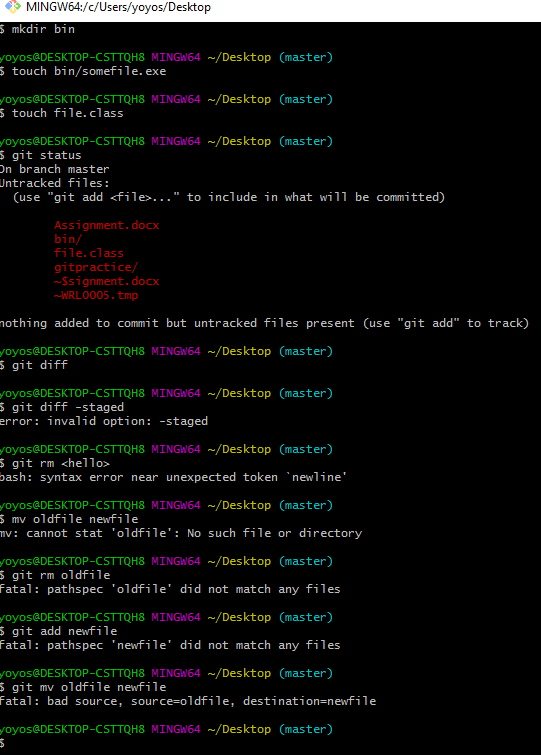 MINGW64:/c/Users/yoyos/Desktop
$ mkdir bin
yoyos@DESKTOP-CSTTQH8 MINGW64 ~/Desktop (master)
$ touch bin/somefile.exe
yoyos@DESKTOP-CSTTQH8 MINGW64 ~/Desktop (master)
$ touch file.class
yoyos@DESKTOP-CSTTQH8 MINGW64 ~/Desktop (master)
$ git status
On branch master
Untracked files:
(use "git add <file>..." to include in what will be committed)
Assignment.docx
bin/
file.class
gitpractice/
~$signment.docx
~WRL0005.tmp
nothing added to commit but untracked files present (use "git add" to track)
yoyos@DESKTOP-CSTTQH8 MINGW64 ~/Desktop (master)
$ git diff
yoyos@DESKTOP-CSTTQH8 MINGW64 ~/Desktop (master)
$ git diff -staged
error: invalid option: -staged
yoyos@DESKTOP-CSTTQH8 MINGW64 ~/Desktop (master)
$ git rm <hello>
bash: syntax error near unexpected token `newline'
yoyos@DESKTOP-CSTTQH8 MINGW64 ~/Desktop (master)
$ mv oldfile newfile
mv: cannot stat 'oldfile': No such file or directory
yoyos@DESKTOP-CSTTQH8 MINGW64 ~/Desktop (master)
$ git rm oldfile
fatal: pathspec 'oldfile' did not match any files
yoyos@DESKTOP-CSTTQH8 MINGW64 ~/Desktop (master)
$ git add newfile
fatal: pathspec 'newfile' did not match any files
yoyos@DESKTOP-CSTTQH8 MINGW64 ~/Desktop (master)
$ git mv oldfile newfile
fatal: bad source, source=oldfile, destination=newfile
yoyos@DESKTOP-CSTTQH8 MINGW64 ~/Desktop (master)
$